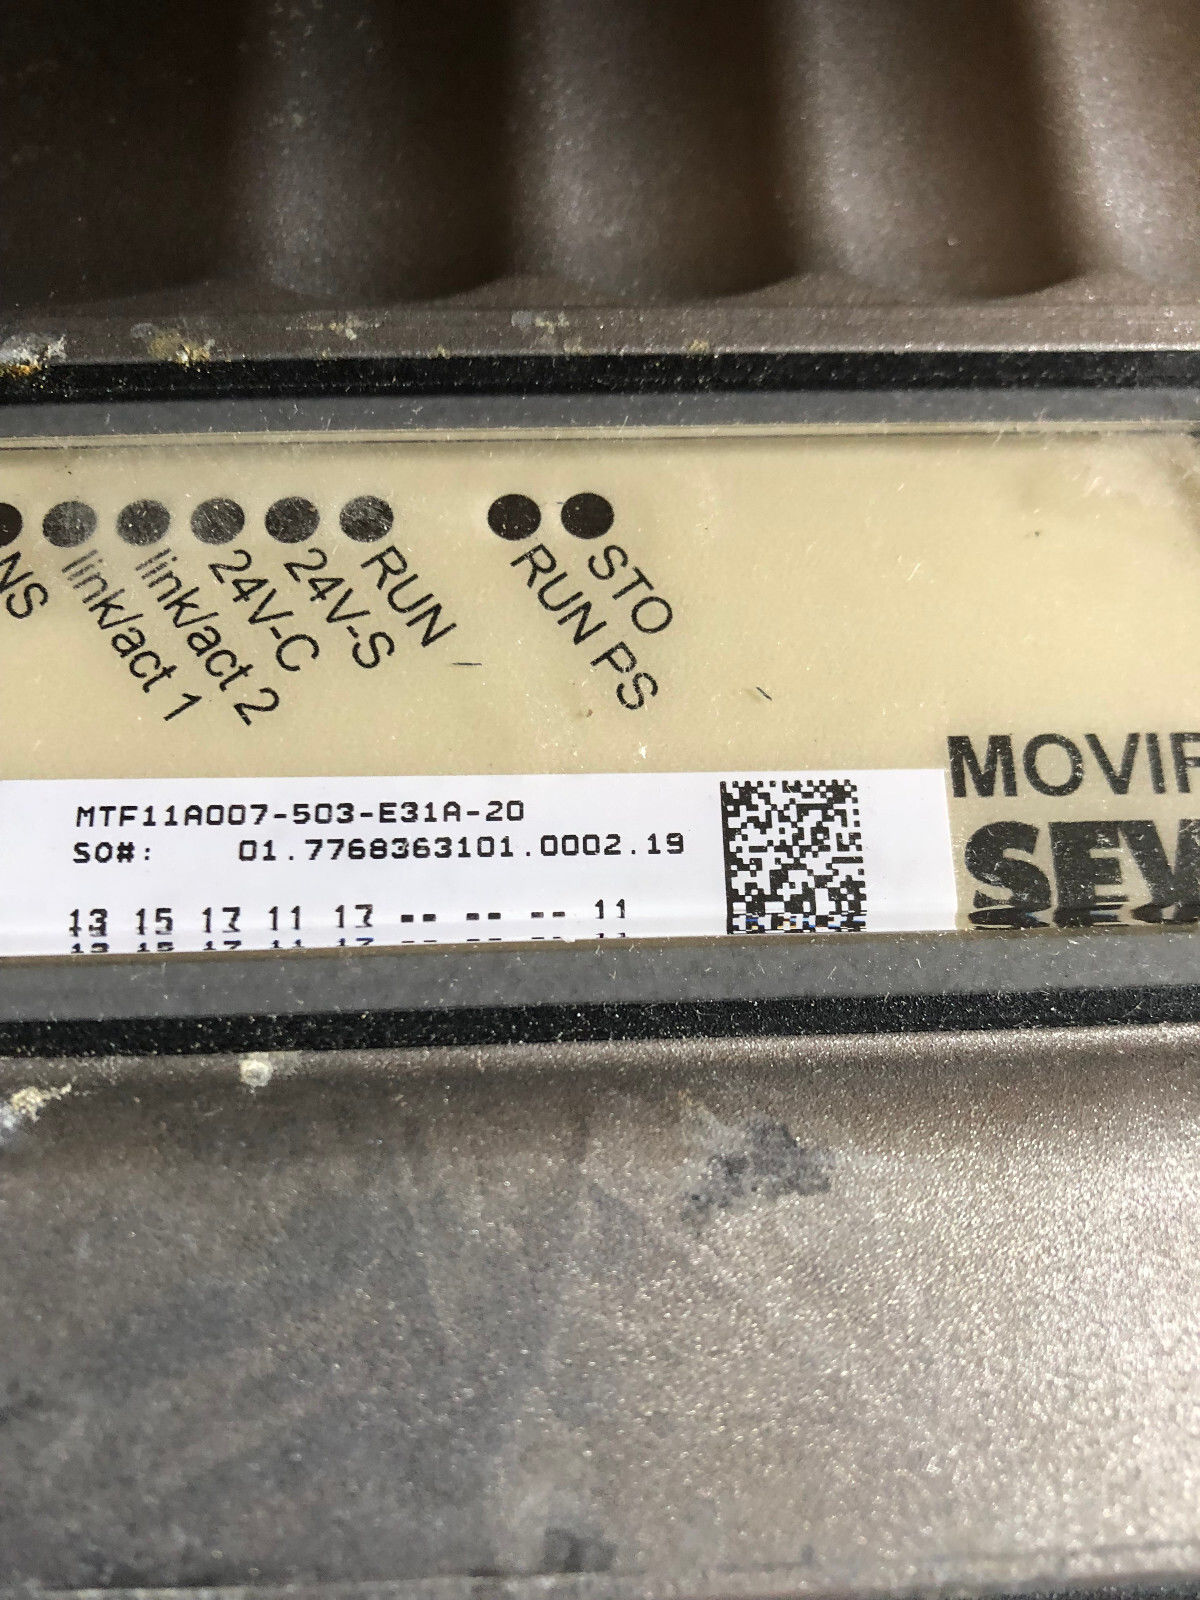 NS
link/act 1
link/act 2
24V-C
24V-S
RUN
RUN PS
STO
MOVIF
SEW
MTF11A007-503-E31A-20
SO#: 01.7768363101.0002.19
13 15 17 11 17 -- -- -- 11